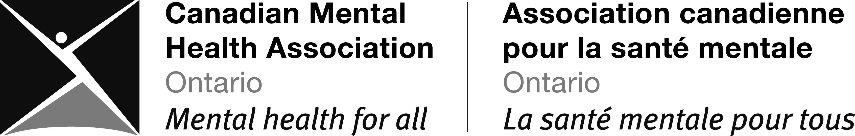 Canadian Mental
Health Association
Ontario
Mental health for all
Association canadienne
pour la santé mentale
Ontario
La santé mentale pour tous